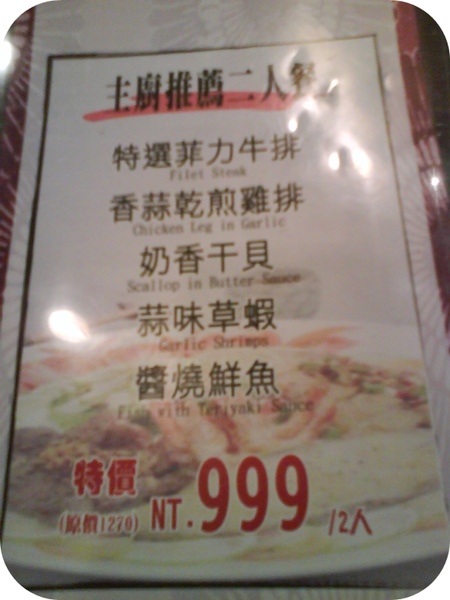 主廚推薦二人餐
特選菲力牛排
Filet Steak
香蒜乾煎雞排
Chicken Leg in Garlic
奶香干貝
Scallop in Butter Sauce
蒜味草蝦
Garlic Shrimps
醬燒鮮魚
Fish with Teriyaki Sauce
特價
(原價1270) NT.999/2人